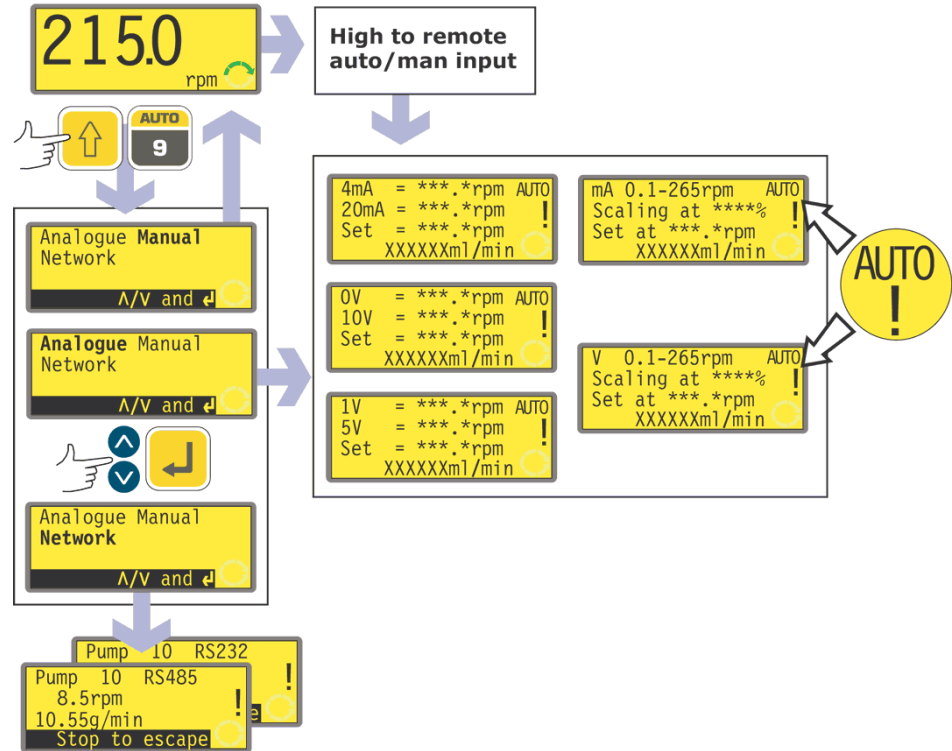 215.0
rpm
High to remote
auto/man input
AUTO
9
Analogue Manual
Network
Λ/V and ↲
Analogue Manual
Network
Λ/V and ↲
Analogue Manual
Network
Λ/V and ↲
4mA = ***.*rpm AUTO
20mA = ***.*rpm !
Set = ***.*rpm
XXXXXXml/min
0V = ***.*rpm AUTO
10V = ***.*rpm !
Set = ***.*rpm
XXXXXXml/min
1V = ***.*rpm AUTO
5V = ***.*rpm !
Set = ***.*rpm
XXXXXXml/min
mA 0.1-265rpm AUTO
Scaling at ****% !
Set at ***.*rpm
XXXXXXml/min
V 0.1-265rpm AUTO
Scaling at ****% !
Set at ***.*rpm
XXXXXXml/min
AUTO
!
Pump 10 RS232
!
e
Pump 10 RS485
8.5rpm !
10.55g/min
Stop to escape